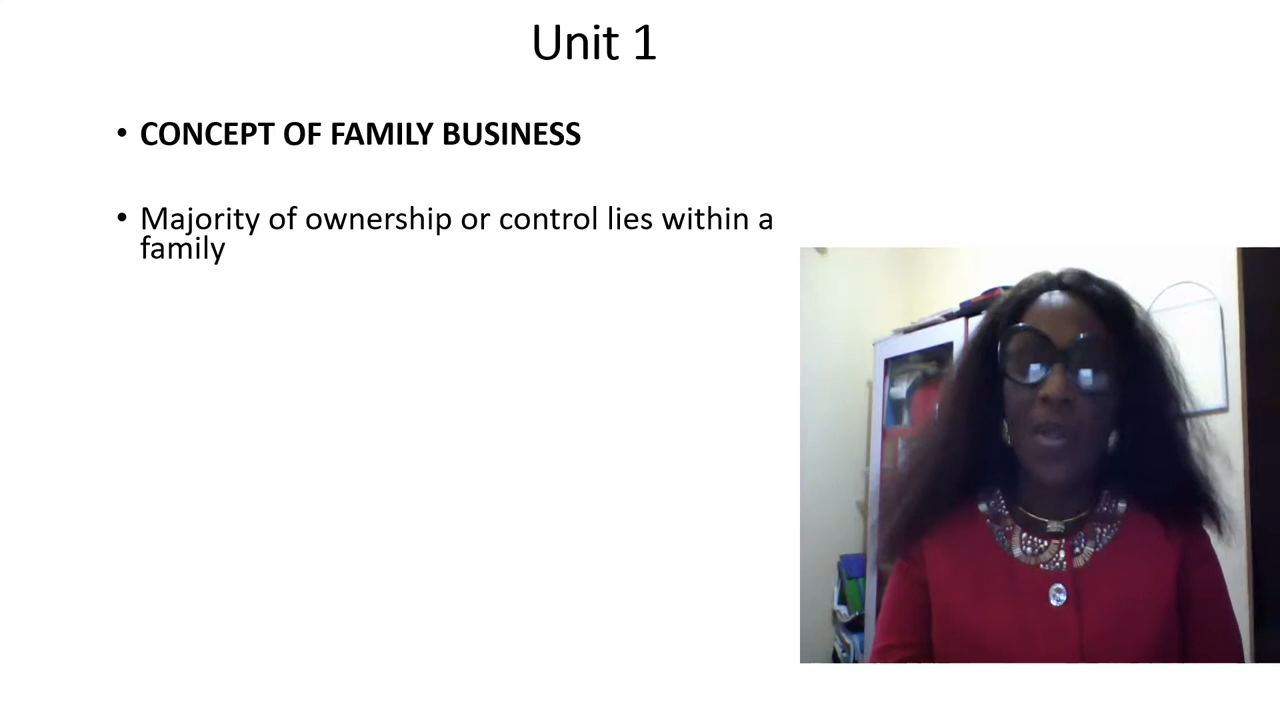 Unit 1
• CONCEPT OF FAMILY BUSINESS
• Majority of ownership or control lies within a
family